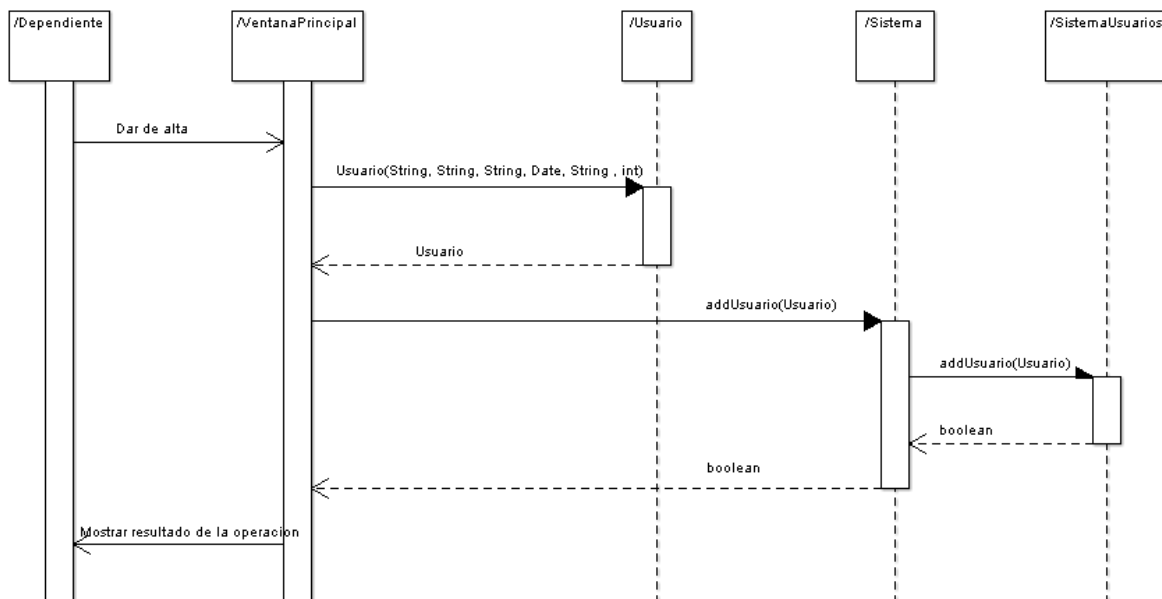 /Dependiente
/VentanaPrincipal
/Usuario
/Sistema
/SistemaUsuarios
Dar de alta
Usuario(String, String, String, Date, String , int)
Usuario
addUsuario(Usuario)
addUsuario(Usuario)
boolean
boolean
Mostrar resultado de la operacion